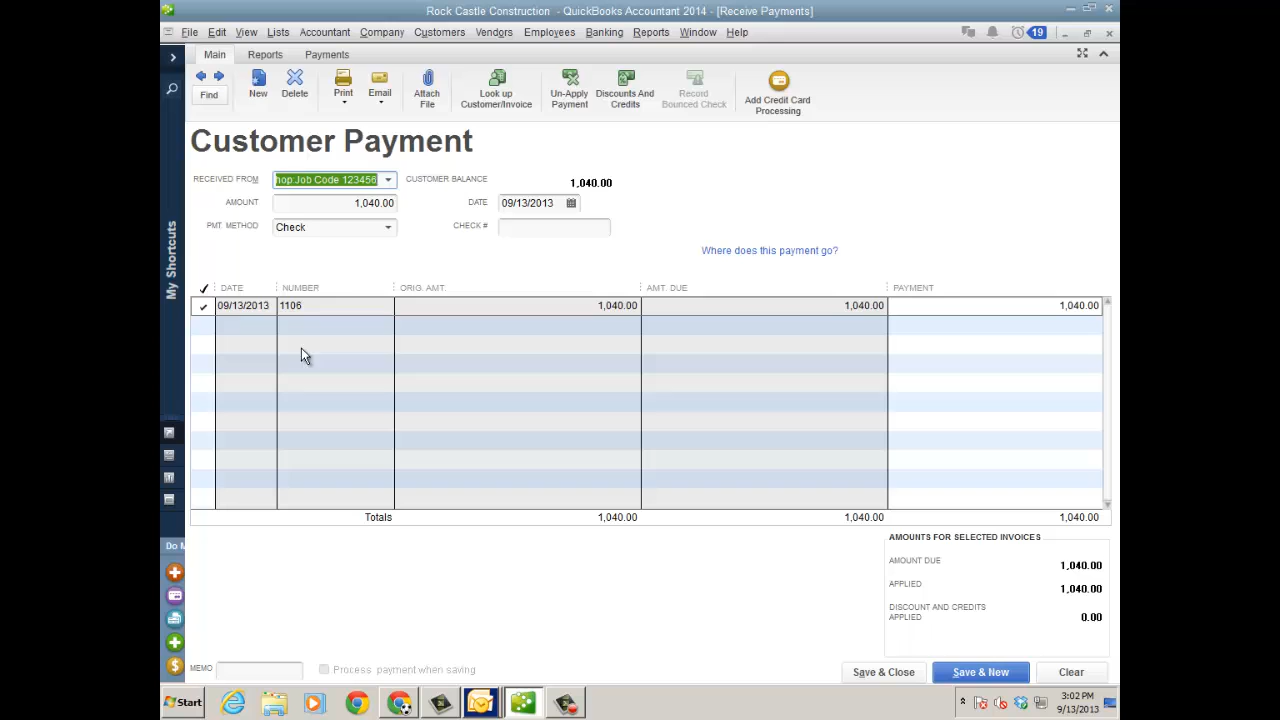 Rock Castle Construction - QuickBooks Accountant 2014 - [Receive Payments]
File Edit View Lists Accountant Company Customers Vendors Employees Banking Reports Window Help 19
Main Reports Payments
Find New Delete Print Email Attach File Look up Customer/Invoice Un-Apply Payment Discounts And Credits Record Bounced Check Add Credit Card Processing
Customer Payment
RECEIVED FROM hop:Job Code 123456 CUSTOMER BALANCE 1,040.00
AMOUNT 1,040.00 DATE 09/13/2013
PMT. METHOD Check CHECK #
Where does this payment go?
My Shortcuts
DATE NUMBER ORIG. AMT. AMT. DUE PAYMENT
09/13/2013 1106 1,040.00 1,040.00 1,040.00
Totals 1,040.00 1,040.00 1,040.00
AMOUNTS FOR SELECTED INVOICES
Do M
AMOUNT DUE 1,040.00
APPLIED 1,040.00
DISCOUNT AND CREDITS APPLIED 0.00
MEMO Process payment when saving Save & Close Save & New Clear
Start 3:02 PM
9/13/2013